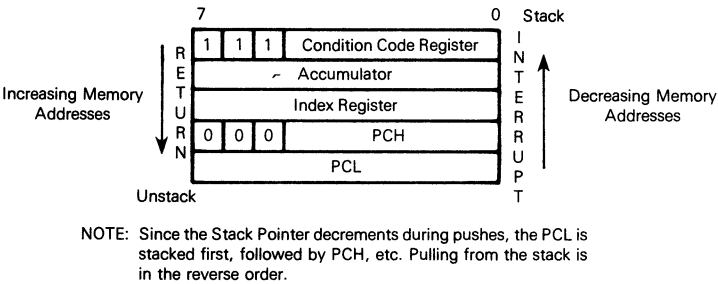 7 0 Stack
1 1 1 Condition Code Register
Accumulator
Index Register
0 0 0 PCH
PCL
RETURN
INTERRUPT
Increasing Memory
Addresses
Decreasing Memory
Addresses
Unstack
NOTE: Since the Stack Pointer decrements during pushes, the PCL is
stacked first, followed by PCH, etc. Pulling from the stack is
in the reverse order.